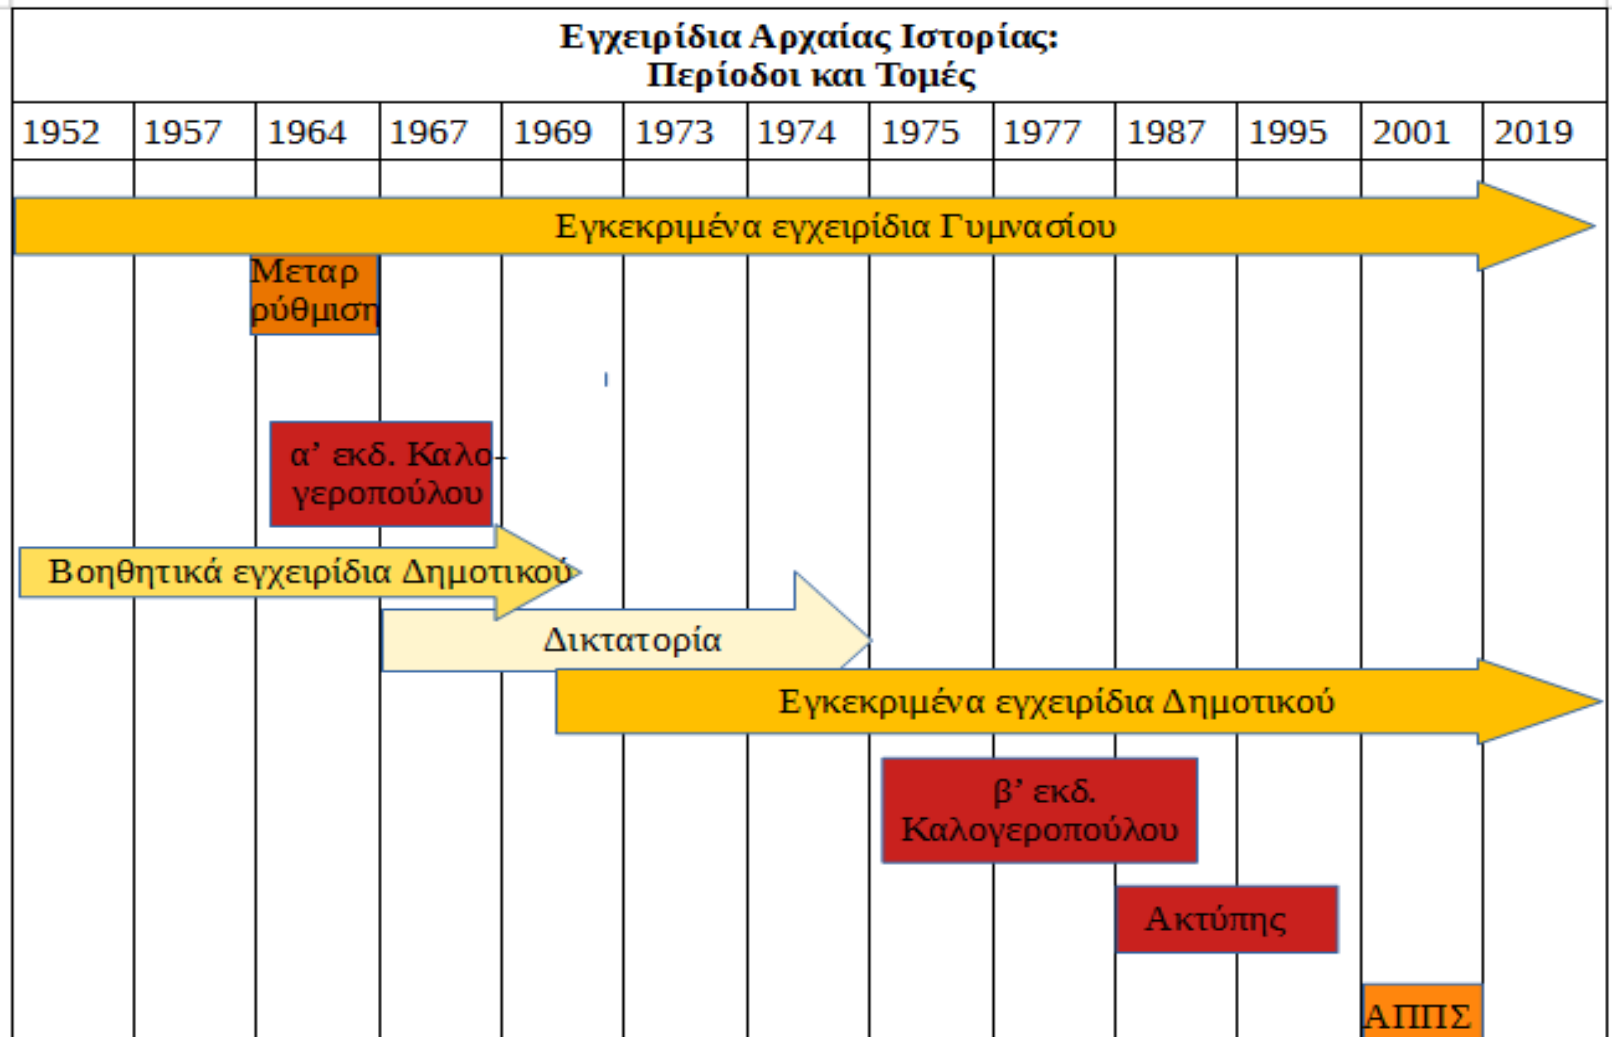 Εγχειρίδια Αρχαίας Ιστορίας:
Περίοδοι και Τομές
1952 1957 1964 1967 1969 1973 1974 1975 1977 1987 1995 2001 2019
Εγκεκριμένα εγχειρίδια Γυμνασίου
Μεταρ
ρύθμιση
α’ εκδ. Καλο-
γεροπούλου
Βοηθητικά εγχειρίδια Δημοτικού
Δικτατορία
Εγκεκριμένα εγχειρίδια Δημοτικού
β’ εκδ.
Καλογεροπούλου
Ακτύπης
ΑΠΠΣ